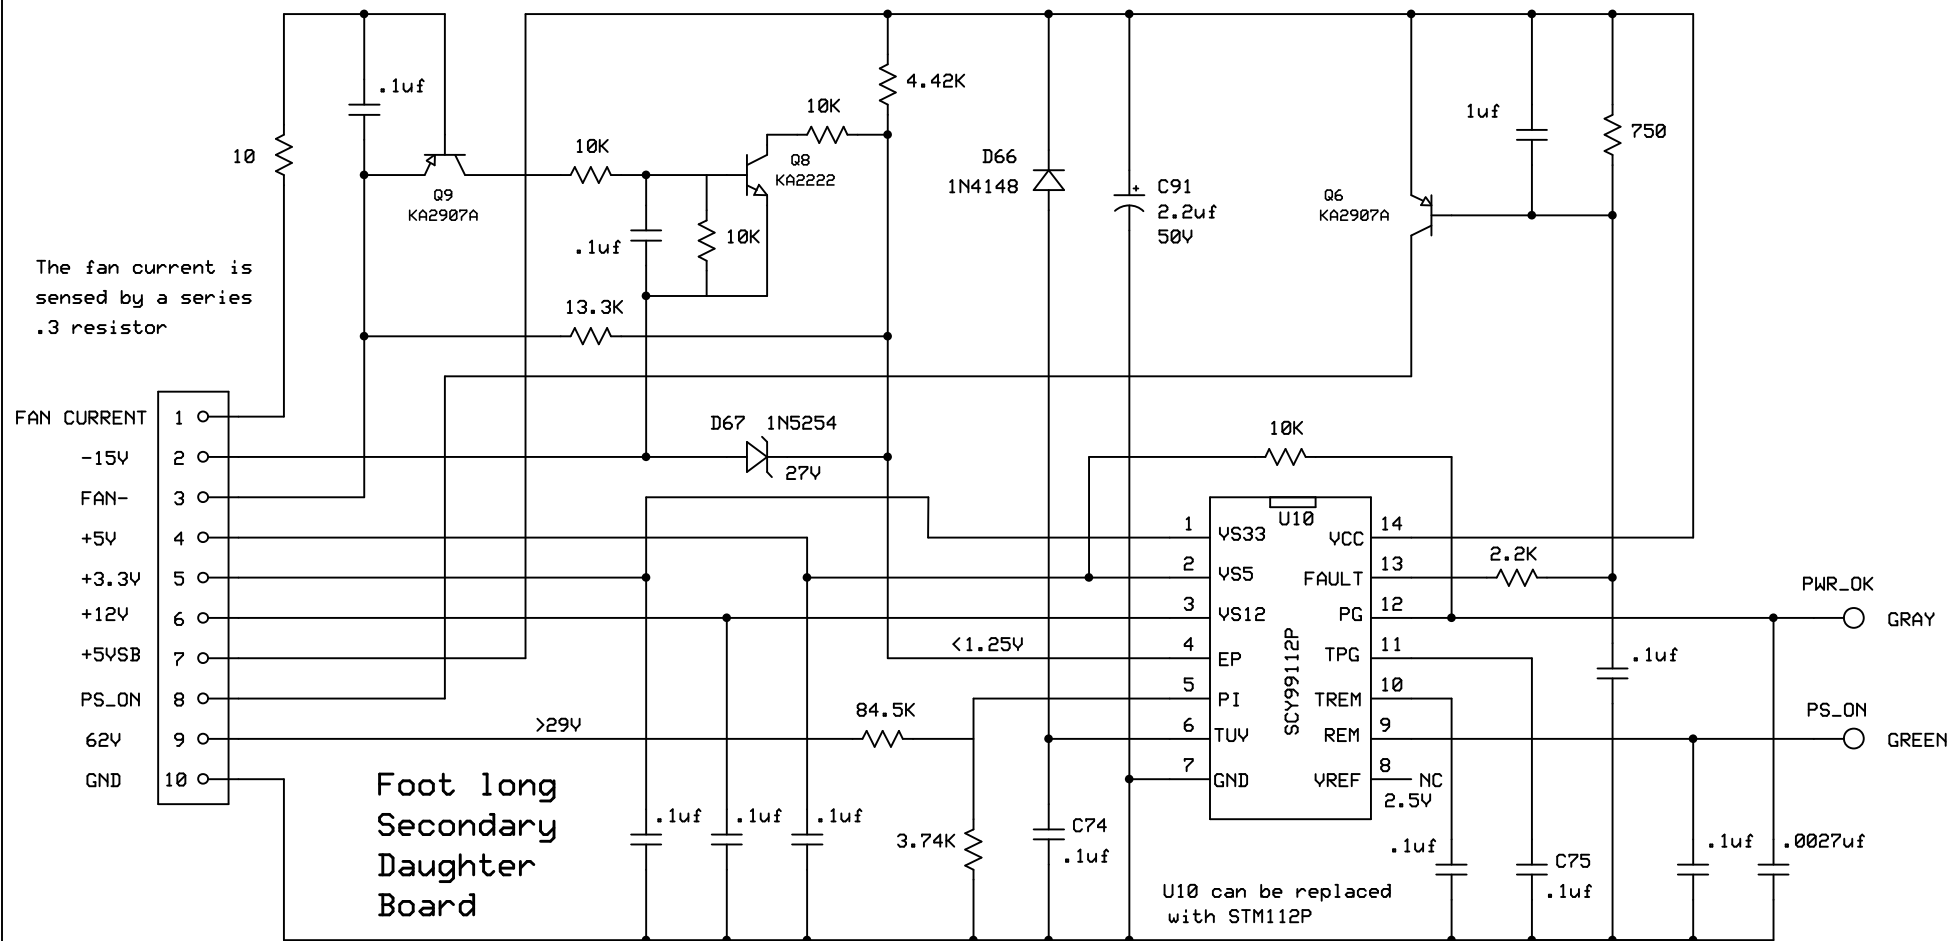 .1uf
10
Q9
KA2907A
10K
10K
Q8
KA2222
4.42K
10K
.1uf
13.3K
D66
1N4148
C91
2.2uf
50V
+
1uf
750
Q6
KA2907A
The fan current is
sensed by a series
.3 resistor
FAN CURRENT 1
-15V 2
FAN- 3
+5V 4
+3.3V 5
+12V 6
+5VSB 7
PS_ON 8
62V 9
GND 10
D67 1N5254
27V
10K
U10
SCY99112P
1 VS33
2 VS5
3 VS12
4 EP
5 PI
6 TUV
7 GND
VCC 14
FAULT 13
PG 12
TPG 11
TREM 10
REM 9
VREF 8
NC
2.5V
2.2K
<1.25V
>29V
84.5K
3.74K
PWR_OK
GRAY
.1uf
PS_ON
GREEN
Foot long
Secondary
Daughter
Board
.1uf
.1uf
.1uf
C74
.1uf
.1uf
C75
.1uf
.1uf
.0027uf
U10 can be replaced
with STM112P